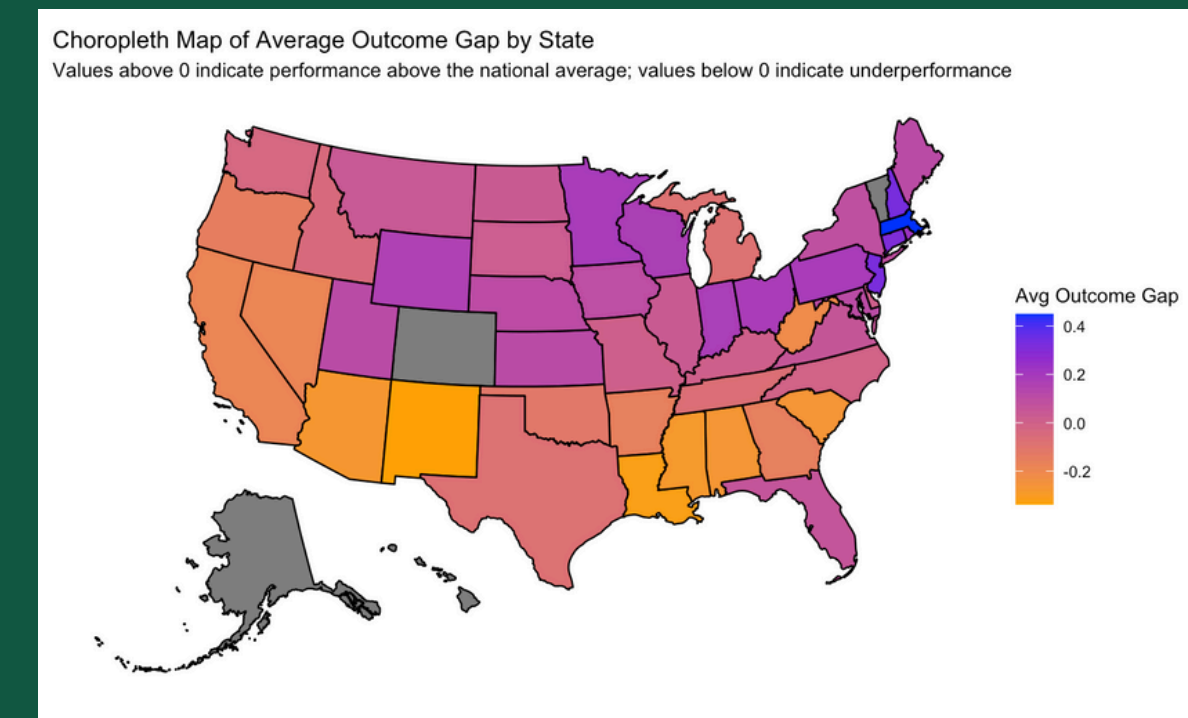 Choropleth Map of Average Outcome Gap by State
Values above 0 indicate performance above the national average; values below 0 indicate underperformance
Avg Outcome Gap
0.4
0.2
0.0
-0.2